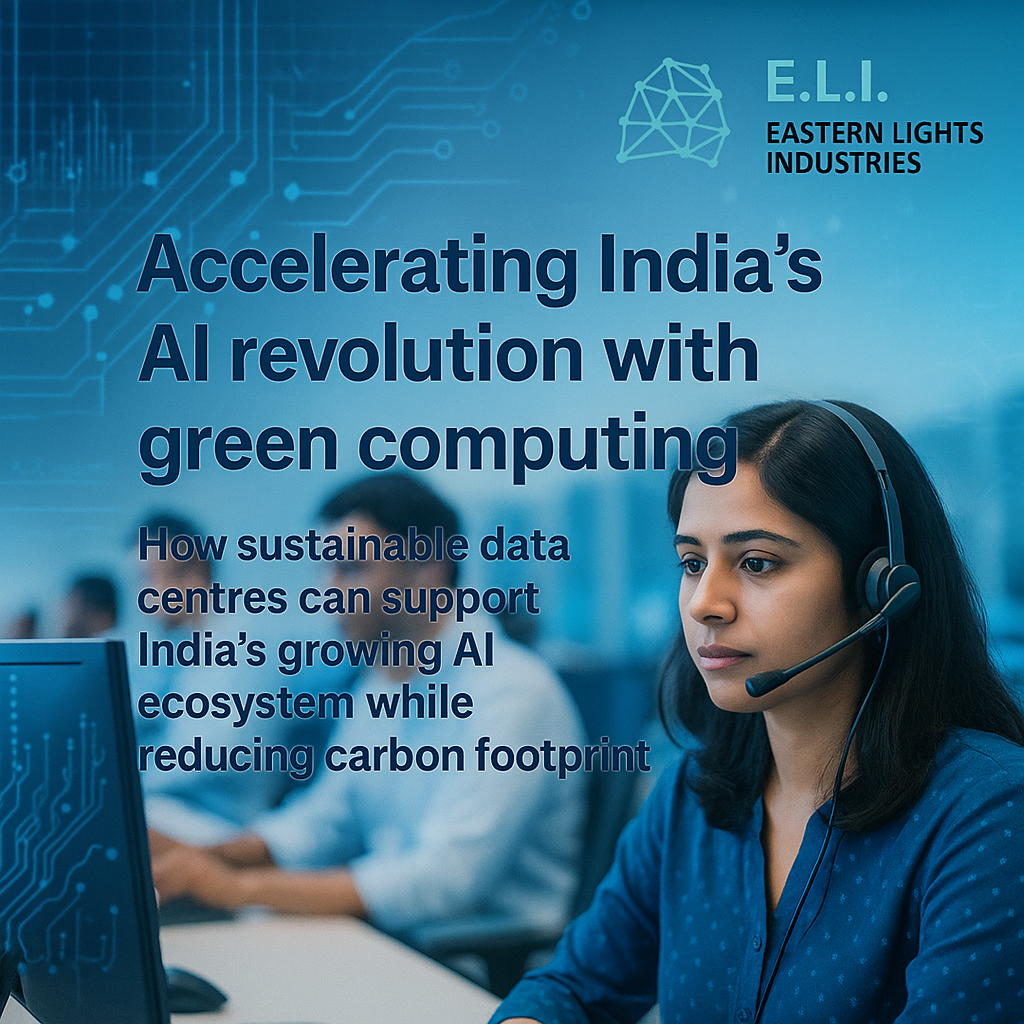 E.L.I.
EASTERN LIGHTS
INDUSTRIES
Accelerating India’s
AI revolution with
green computing
How sustainable data
centres can support
India’s growing AI
ecosystem while
reducing carbon footprint